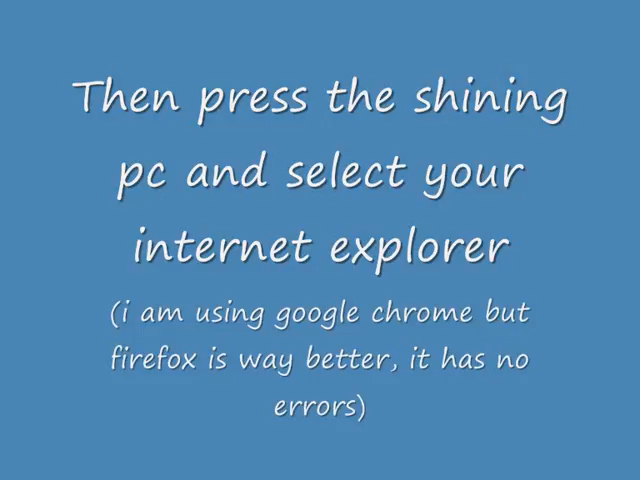 Then press the shining
pc and select your
internet explorer
(i am using google chrome but
firefox is way better, it has no
errors)